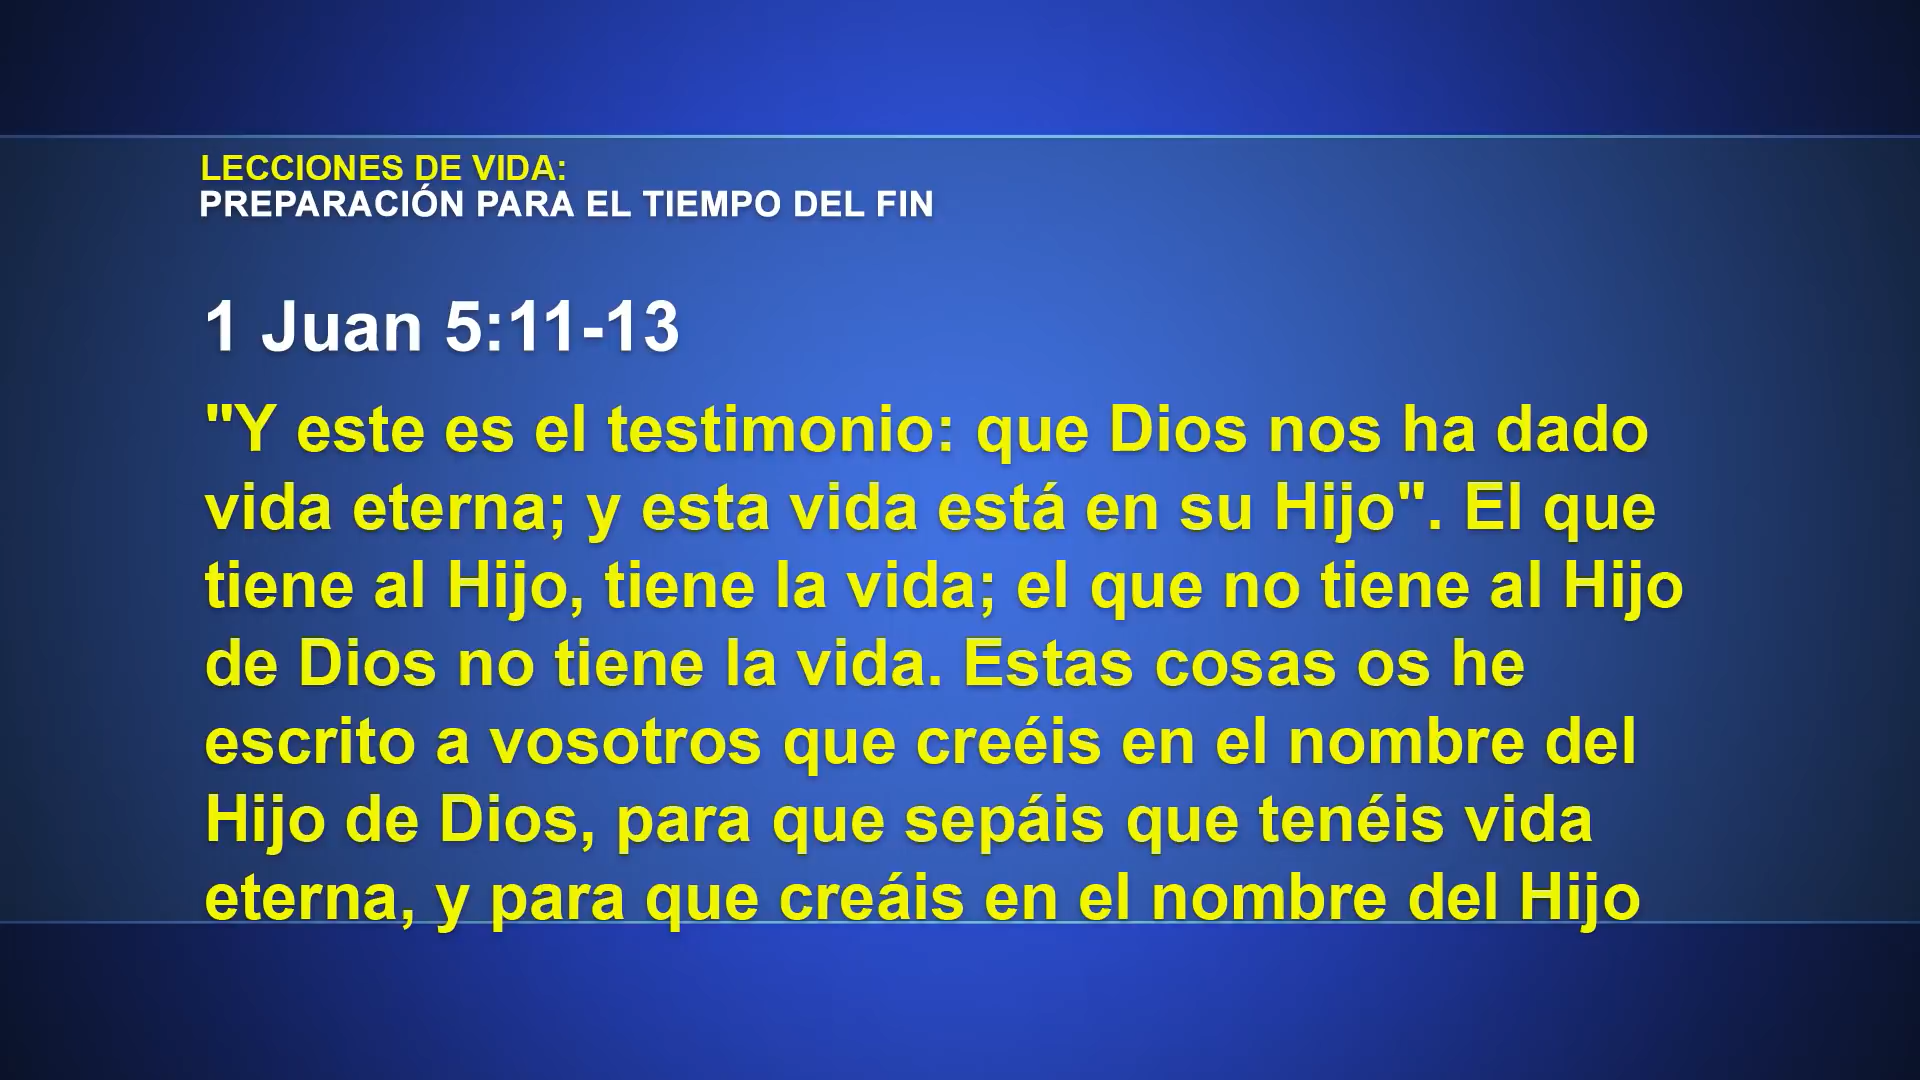 LECCIONES DE VIDA:
PREPARACIÓN PARA EL TIEMPO DEL FIN
1 Juan 5:11-13
"Y este es el testimonio: que Dios nos ha dado
vida eterna; y esta vida está en su Hijo". El que
tiene al Hijo, tiene la vida; el que no tiene al Hijo
de Dios no tiene la vida. Estas cosas os he
escrito a vosotros que creéis en el nombre del
Hijo de Dios, para que sepáis que tenéis vida
eterna, y para que creáis en el nombre del Hijo